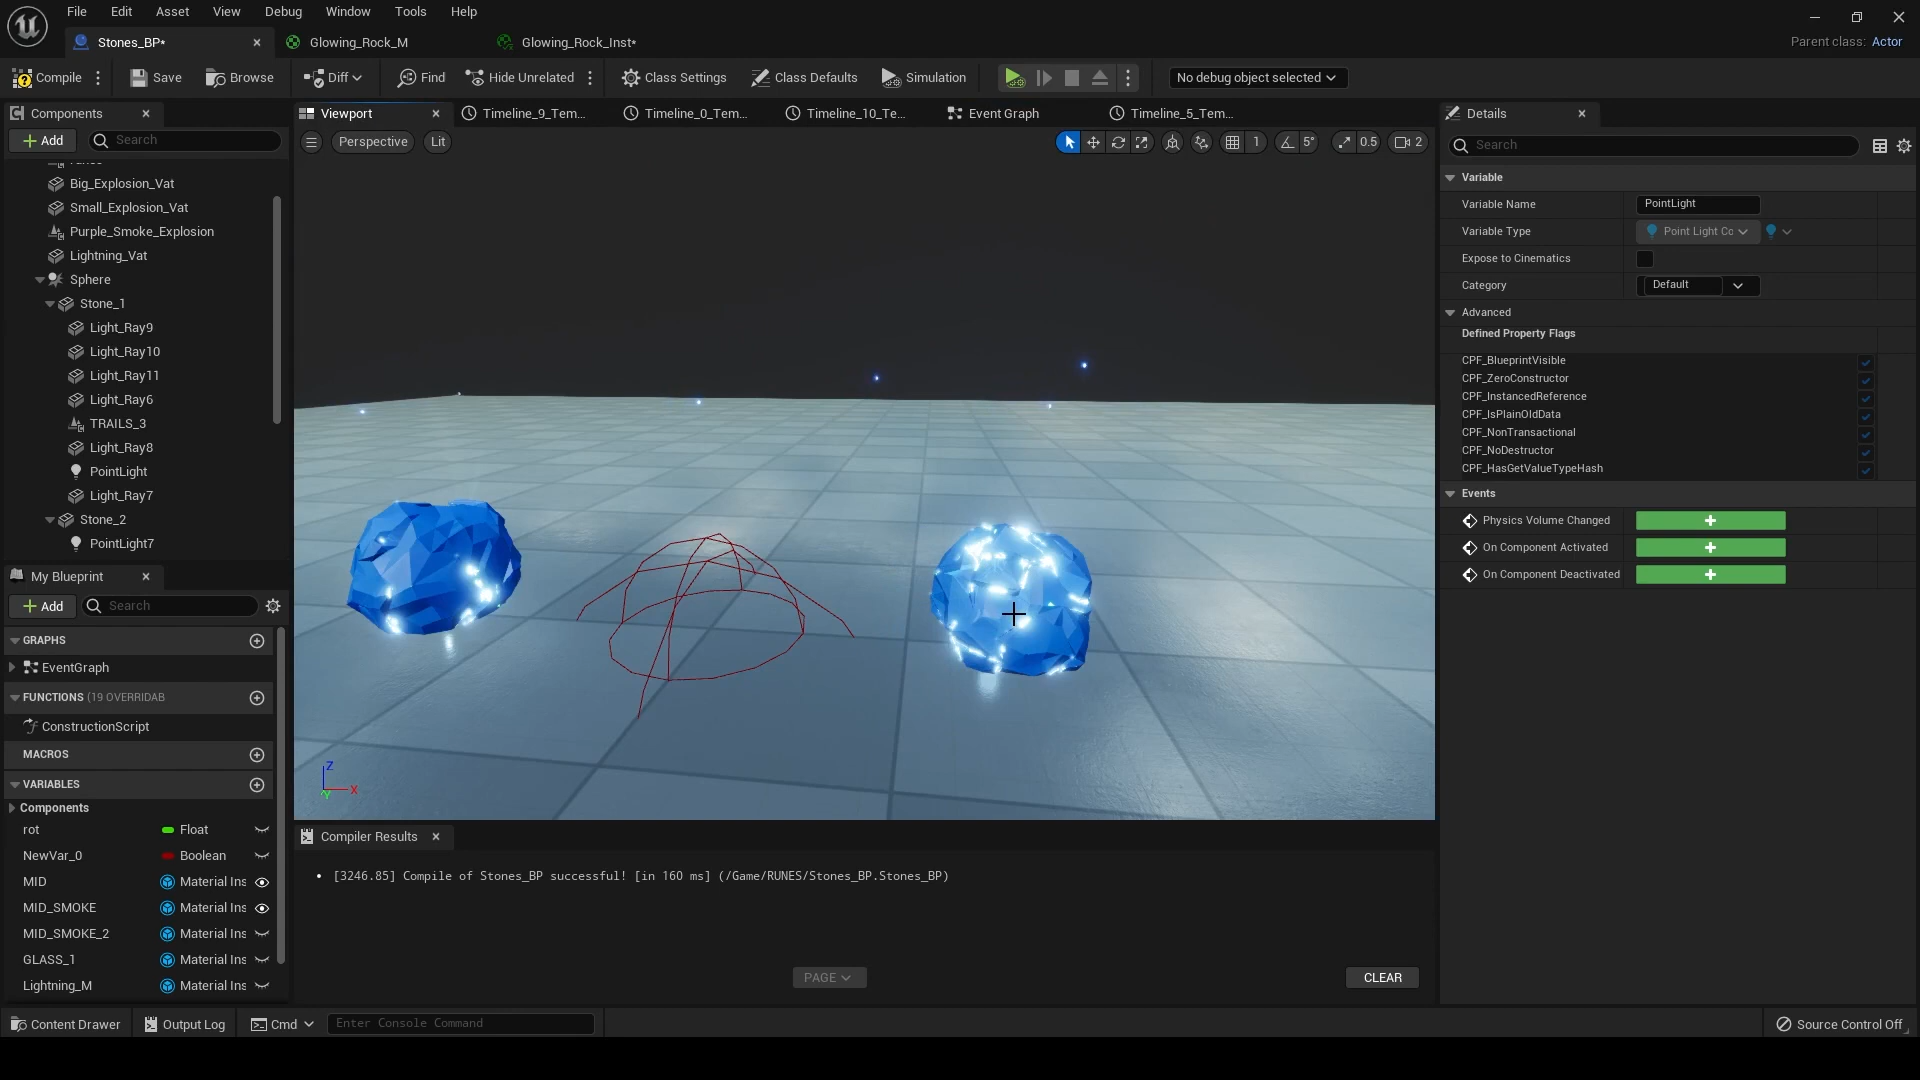 File Edit Asset View Debug Window Tools Help
Stones_BP*
Glowing_Rock_M
Glowing_Rock_Inst*
Parent class: Actor
Compile
Save
Browse
Diff
Find
Hide Unrelated
Class Settings
Class Defaults
Simulation
No debug object selected
Components
Viewport
Timeline_9_Tem...
Timeline_0_Tem...
Timeline_10_Te...
Event Graph
Timeline_5_Tem...
Details
Add
Search
Perspective
Lit
1
5°
0.5
2
Search
Big_Explosion_Vat
Small_Explosion_Vat
Purple_Smoke_Explosion
Lightning_Vat
Sphere
Stone_1
Light_Ray9
Light_Ray10
Light_Ray11
Light_Ray6
TRAILS_3
Light_Ray8
PointLight
Light_Ray7
Stone_2
PointLight7
Variable
Variable Name
PointLight
Variable Type
Point Light Cc
Expose to Cinematics
Category
Default
Advanced
Defined Property Flags
CPF_BlueprintVisible
CPF_ZeroConstructor
CPF_InstancedReference
CPF_IsPlainOldData
CPF_NonTransactional
CPF_NoDestructor
CPF_HasGetValueTypeHash
Events
Physics Volume Changed
On Component Activated
On Component Deactivated
My Blueprint
Add
Search
GRAPHS
EventGraph
FUNCTIONS (19 OVERRIDAB
ConstructionScript
MACROS
VARIABLES
Components
rot Float
NewVar_0 Boolean
MID Material Ins
MID_SMOKE Material Ins
MID_SMOKE_2 Material Ins
GLASS_1 Material Ins
Lightning_M Material Ins
Z
X
Y
Compiler Results
[3246.85] Compile of Stones_BP successful! [in 160 ms] (/Game/RUNES/Stones_BP.Stones_BP)
PAGE
CLEAR
Content Drawer
Output Log
Cmd
Enter Console Command
Source Control Off